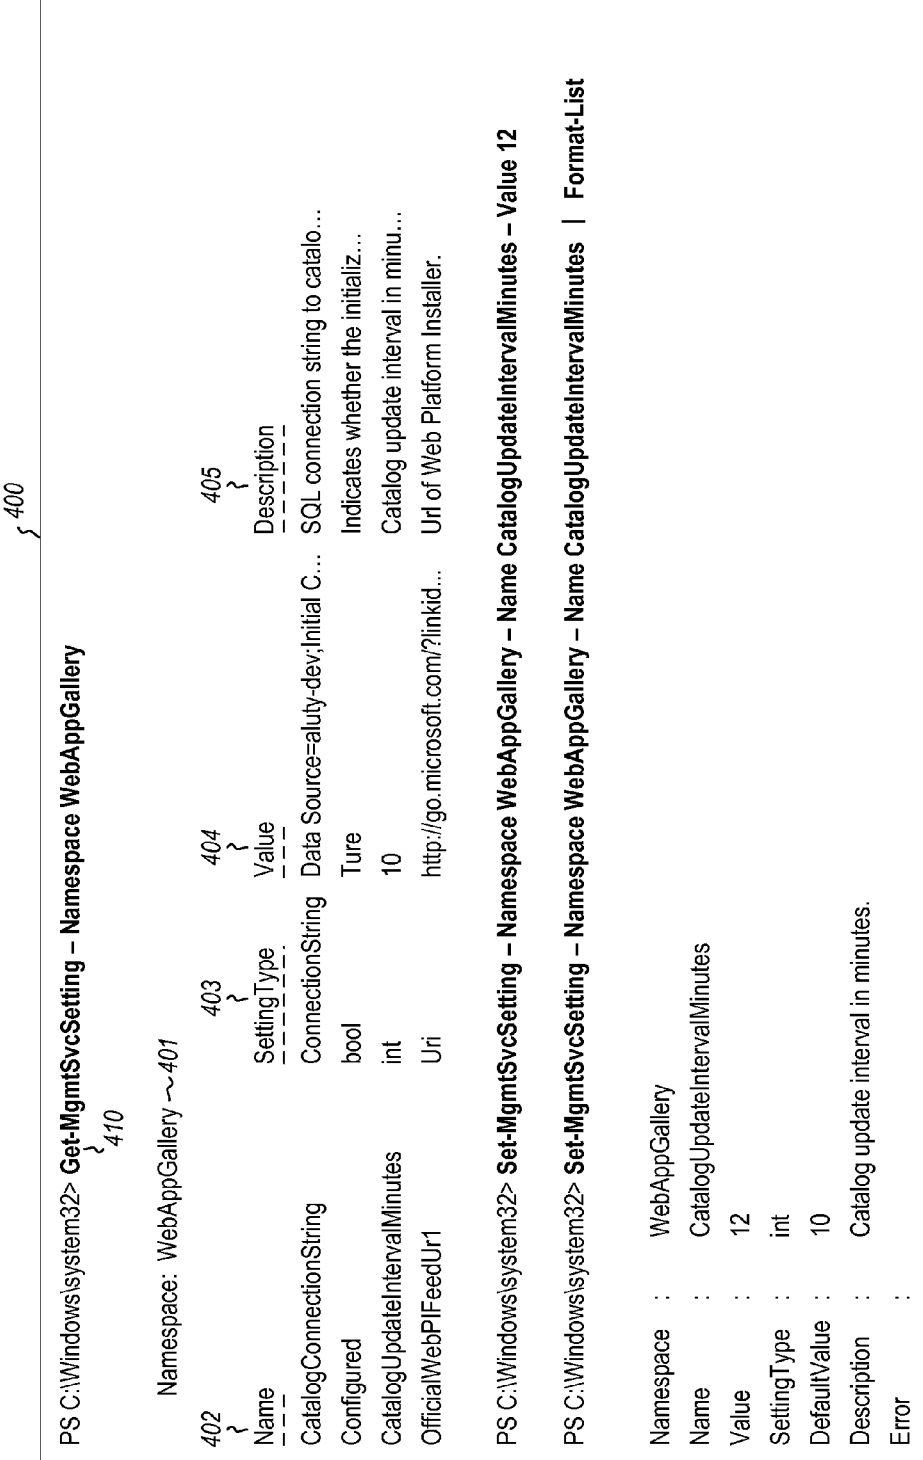 400
PS C:\Windows\system32> Get-MgmtSvcSetting – Namespace WebAppGallery
410
Namespace: WebAppGallery 401
402 403 404 405
Name SettingType Value Description
CatalogConnectionString ConnectionString Data Source=aluty-dev;Initial C... SQL connection string to catalo...
Configured bool Ture Indicates whether the initializ...
CatalogUpdateIntervalMinutes int 10 Catalog update interval in minu...
OfficialWebPIFeedUr1 Uri http://go.microsoft.com/?linkid... Url of Web Platform Installer.
PS C:\Windows\system32> Set-MgmtSvcSetting – Namespace WebAppGallery – Name CatalogUpdateIntervalMinutes – Value 12
PS C:\Windows\system32> Set-MgmtSvcSetting – Namespace WebAppGallery – Name CatalogUpdateIntervalMinutes | Format-List
Namespace : WebAppGallery
Name : CatalogUpdateIntervalMinutes
Value : 12
SettingType : int
DefaultValue : 10
Description : Catalog update interval in minutes.
Error :